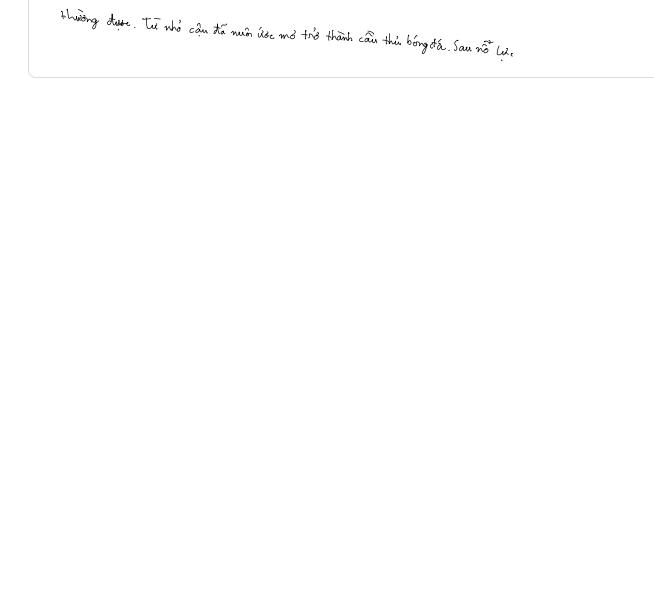 thường được. Từ nhỏ cậu đã nuôi ước mơ trở thành cầu thủ bóng đá. Sau nỗ lực